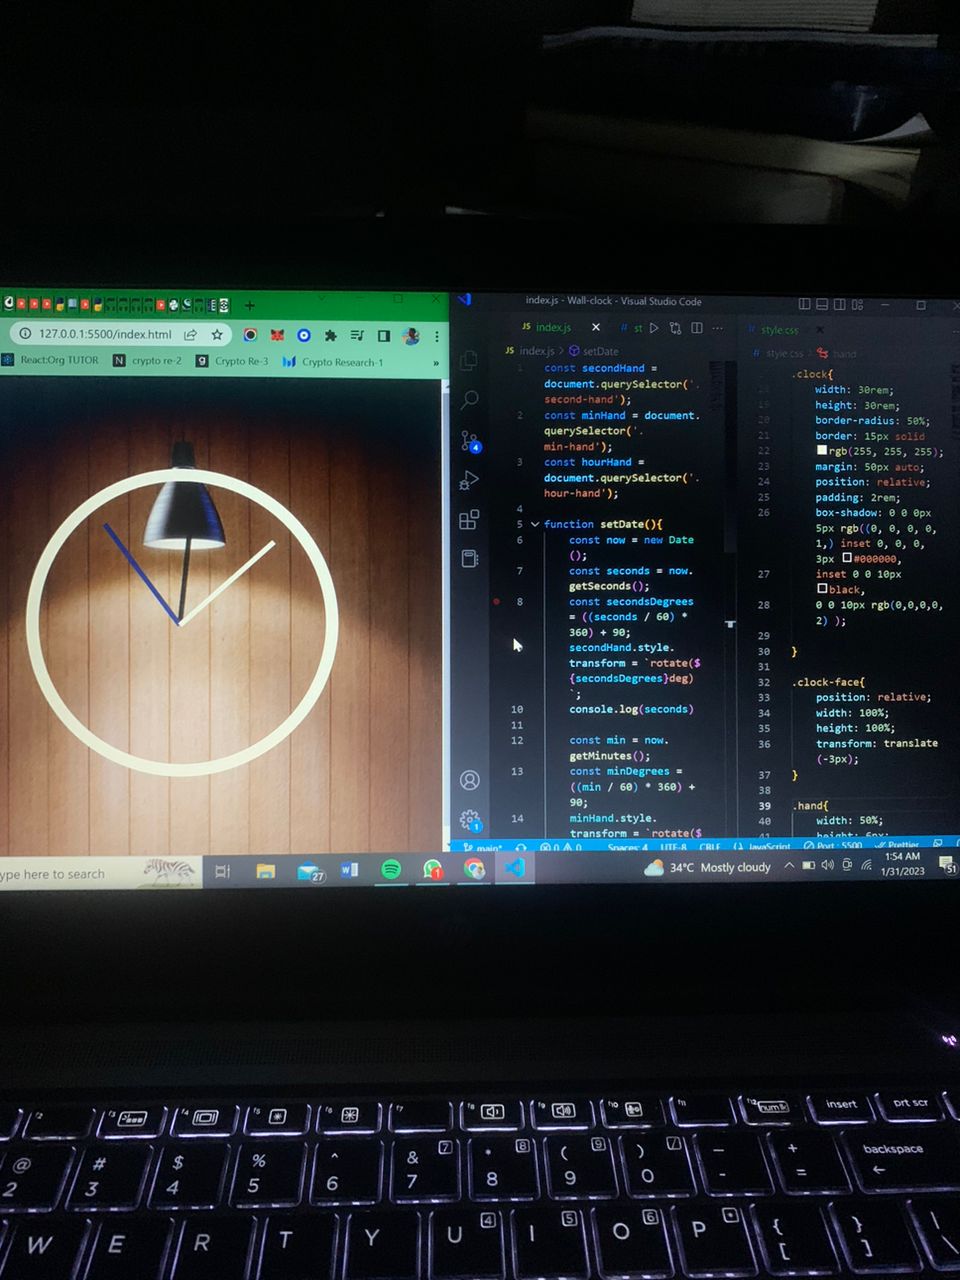 127.0.0.1:5500/index.html
React:Org TUTOR
crypto re-2
Crypto Re-3
Crypto Research-1
»
index.js - Wall-clock - Visual Studio Code
JS index.js
# st
style.css
JS index.js > setDate
# style.css > hand
1 const secondHand =
document.querySelector('.
second-hand');
2 const minHand = document.
querySelector('.
min-hand');
3 const hourHand =
document.querySelector('.
hour-hand');
4
5 function setDate(){
6 const now = new Date
();
7 const seconds = now.
getSeconds();
8 const secondsDegrees
= ((seconds / 60) *
360) + 90;
secondHand.style.
transform = `rotate($
{secondsDegrees}deg)
`;
10 console.log(seconds)
11
12 const min = now.
getMinutes();
13 const minDegrees =
((min / 60) * 360) +
90;
14 minHand.style.
transform = `rotate($
.clock{
width: 30rem;
19 height: 30rem;
20 border-radius: 50%;
21 border: 15px solid
22 rgb(255, 255, 255);
23 margin: 50px auto;
24 position: relative;
25 padding: 2rem;
26 box-shadow: 0 0 0px
5px rgb((0, 0, 0, 0,
1,) inset 0, 0, 0,
3px #000000,
27 inset 0 0 10px
black,
28 0 0 10px rgb(0,0,0,0,
2) );
29
30 }
31
32 .clock-face{
33 position: relative;
34 width: 100%;
35 height: 100%;
36 transform: translate
(-3px);
37 }
38
39 .hand{
40 width: 50%;
41 height: 6px;
4
1
main*
0 0
Spaces: 4
UTF-8
CRLF
JavaScript
Port : 5500
Prettier
ype here to search
27
1
34°C Mostly cloudy
1:54 AM
1/31/2023
51
f2 f3 f4 f5 f6 f7 f8 f9 f10 f11 f12 num lk insert prt scr
@ # $ % ^ & 7 * 8 ( 9 ) / - + backspace
2 3 4 5 6 7 8 9 0 - = ←
W E R T Y U 4 I 5 O 6 P * { [ } ] | \